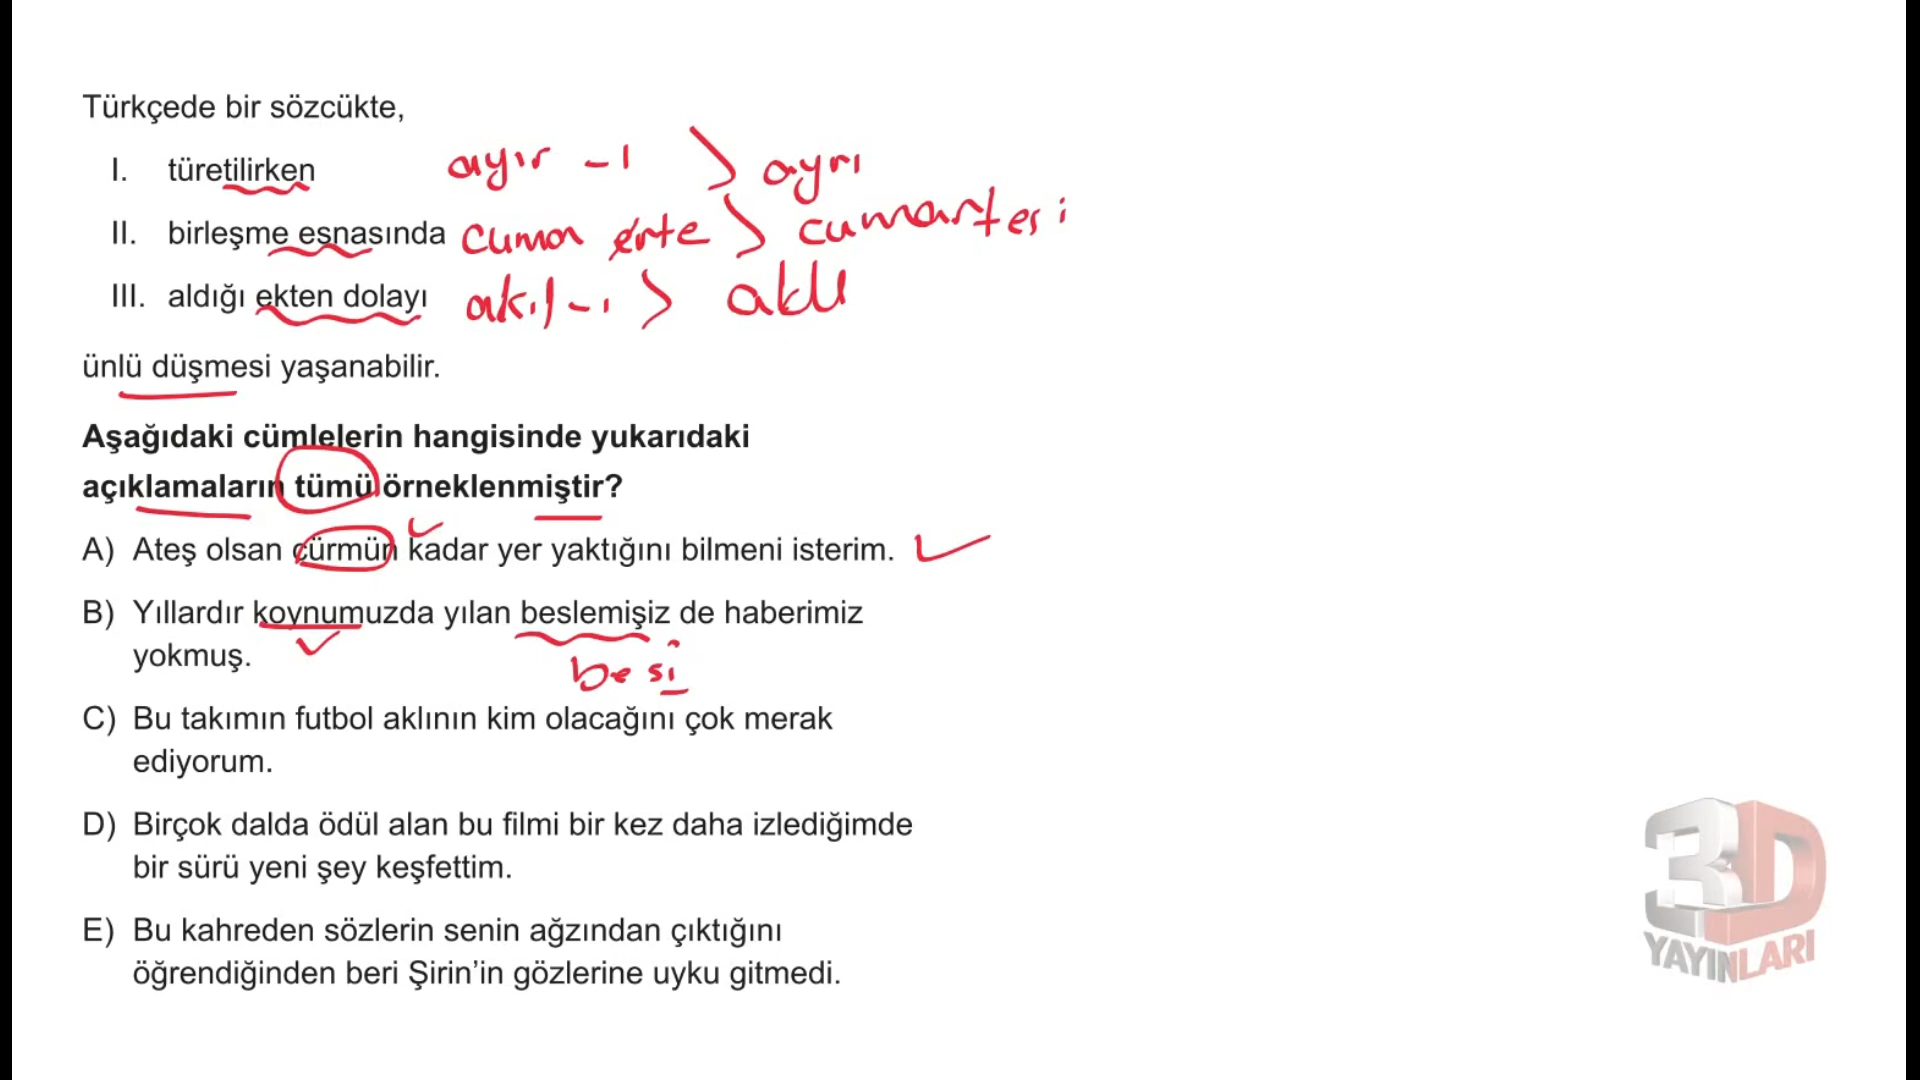 Türkçede bir sözcükte,
I. türetilirken ayır -ı > ayrı
II. birleşme esnasında cuma erte > cumartesi
III. aldığı ekten dolayı akıl -ı > aklı
ünlü düşmesi yaşanabilir.
Aşağıdaki cümlelerin hangisinde yukarıdaki
açıklamaların tümü örneklenmiştir?
A) Ateş olsan cürmün kadar yer yaktığını bilmeni isterim.
B) Yıllardır koynumuzda yılan beslemişiz de haberimiz
yokmuş.
besi
C) Bu takımın futbol aklının kim olacağını çok merak
ediyorum.
D) Birçok dalda ödül alan bu filmi bir kez daha izlediğimde
bir sürü yeni şey keşfettim.
E) Bu kahreden sözlerin senin ağzından çıktığını
öğrendiğinden beri Şirin’in gözlerine uyku gitmedi.
3D
YAYINLARI